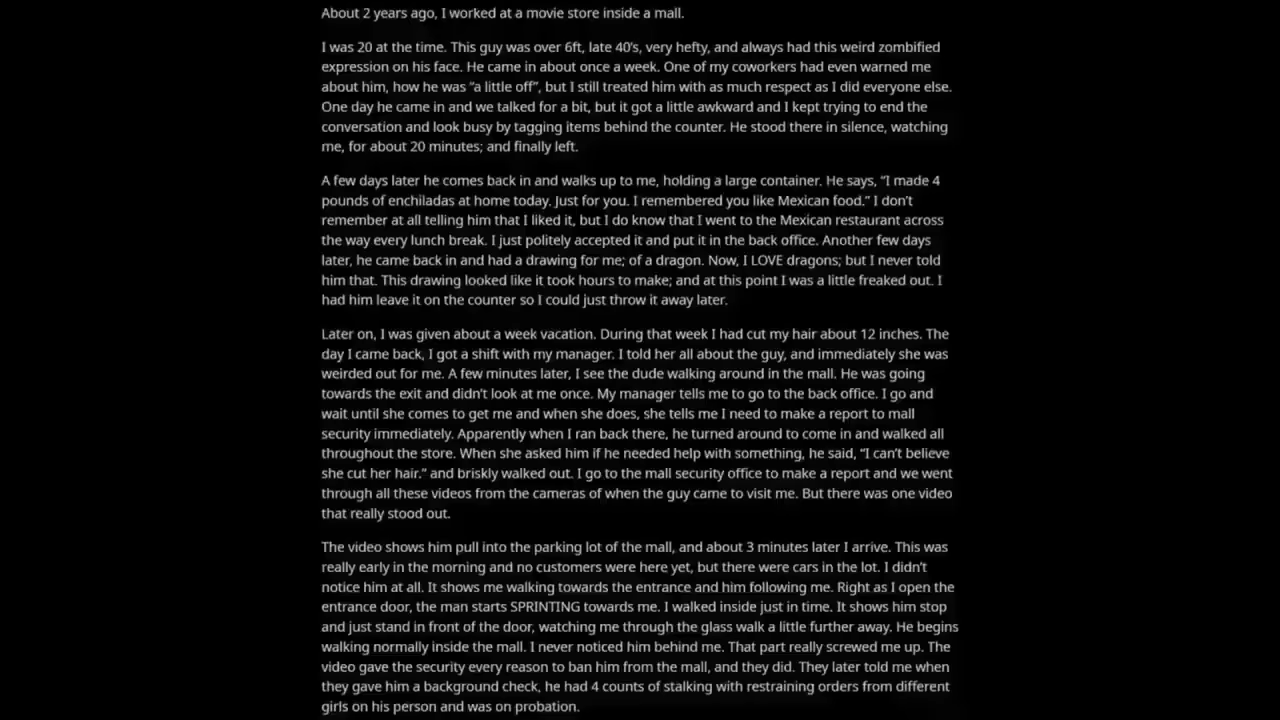 About 2 years ago, I worked at a movie store inside a mall.
I was 20 at the time. This guy was over 6ft, late 40's, very hefty, and always had this weird zombified
expression on his face. He came in about once a week. One of my coworkers had even warned me
about him, how he was “a little off”, but I still treated him with as much respect as I did everyone else.
One day he came in and we talked for a bit, but it got a little awkward and I kept trying to end the
conversation and look busy by tagging items behind the counter. He stood there in silence, watching
me, for about 20 minutes; and finally left.
A few days later he comes back in and walks up to me, holding a large container. He says, “I made 4
pounds of enchiladas at home today. Just for you. I remembered you like Mexican food.” I don't
remember at all telling him that I liked it, but I do know that I went to the Mexican restaurant across
the way every lunch break. I just politely accepted it and put it in the back office. Another few days
later, he came back in and had a drawing for me; of a dragon. Now, I LOVE dragons; but I never told
him that. This drawing looked like it took hours to make; and at this point I was a little freaked out. I
had him leave it on the counter so I could just throw it away later.
Later on, I was given about a week vacation. During that week I had cut my hair about 12 inches. The
day I came back, I got a shift with my manager. I told her all about the guy, and immediately she was
weirded out for me. A few minutes later, I see the dude walking around in the mall. He was going
towards the exit and didn't look at me once. My manager tells me to go to the back office. I go and
wait until she comes to get me and when she does, she tells me I need to make a report to mall
security immediately. Apparently when I ran back there, he turned around to come in and walked all
throughout the store. When she asked him if he needed help with something, he said, “I can't believe
she cut her hair.” and briskly walked out. I go to the mall security office to make a report and we went
through all these videos from the cameras of when the guy came to visit me. But there was one video
that really stood out.
The video shows him pull into the parking lot of the mall, and about 3 minutes later I arrive. This was
really early in the morning and no customers were here yet, but there were cars in the lot. I didn't
notice him at all. It shows me walking towards the entrance and him following me. Right as I open the
entrance door, the man starts SPRINTING towards me. I walked inside just in time. It shows him stop
and just stand in front of the door, watching me through the glass walk a little further away. He begins
walking normally inside the mall. I never noticed him behind me. That part really screwed me up. The
video gave the security every reason to ban him from the mall, and they did. They later told me when
they gave him a background check, he had 4 counts of stalking with restraining orders from different
girls on his person and was on probation.